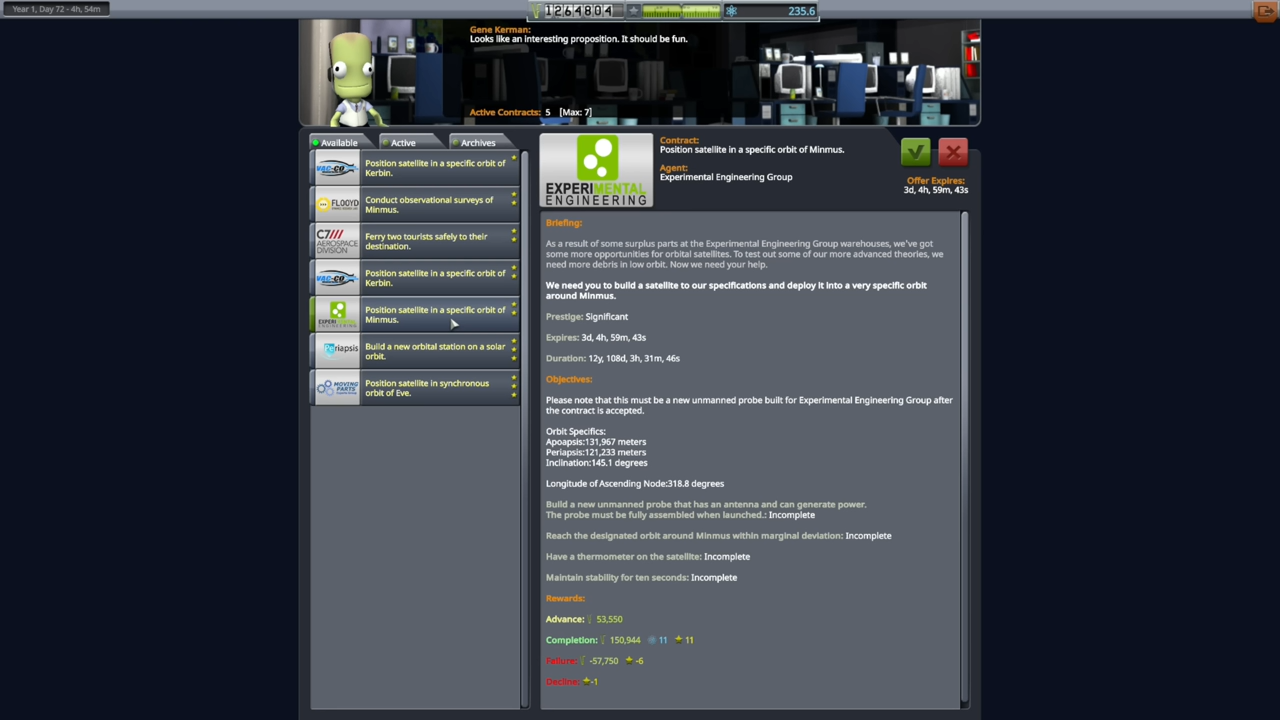 Year 1, Day 72 - 4h, 54m
1264804
235.6
Gene Kerman:
Looks like an interesting proposition. It should be fun.
Active Contracts: 5 [Max: 7]
Available
Active
Archives
VAC-CO
Position satellite in a specific orbit of
Kerbin.
FLOOYD
Conduct observational surveys of
Minmus.
C7///
AEROSPACE
DIVISION
Ferry two tourists safely to their
destination.
VAC-CO
Position satellite in a specific orbit of
Kerbin.
EXPERIMENTAL
ENGINEERING
Position satellite in a specific orbit of
Minmus.
Periapsis
Build a new orbital station on a solar
orbit.
MOVING
PARTS
Position satellite in synchronous
orbit of Eve.
EXPERIMENTAL
ENGINEERING
Contract:
Position satellite in a specific orbit of Minmus.
Agent:
Experimental Engineering Group
Offer Expires:
3d, 4h, 59m, 43s
Briefing:
As a result of some surplus parts at the Experimental Engineering Group warehouses, we've got
some more opportunities for orbital satellites. To test out some of our more advanced theories, we
need more debris in low orbit. Now we need your help.
We need you to build a satellite to our specifications and deploy it into a very specific orbit
around Minmus.
Prestige: Significant
Expires: 3d, 4h, 59m, 43s
Duration: 12y, 108d, 3h, 31m, 46s
Objectives:
Please note that this must be a new unmanned probe built for Experimental Engineering Group after
the contract is accepted.
Orbit Specifics:
Apoapsis:131,967 meters
Periapsis:121,233 meters
Inclination:145.1 degrees
Longitude of Ascending Node:318.8 degrees
Build a new unmanned probe that has an antenna and can generate power.
The probe must be fully assembled when launched.: Incomplete
Reach the designated orbit around Minmus within marginal deviation: Incomplete
Have a thermometer on the satellite: Incomplete
Maintain stability for ten seconds: Incomplete
Rewards:
Advance: 53,550
Completion: 150,944 11 11
Failure: -57,750 -6
Decline: -1